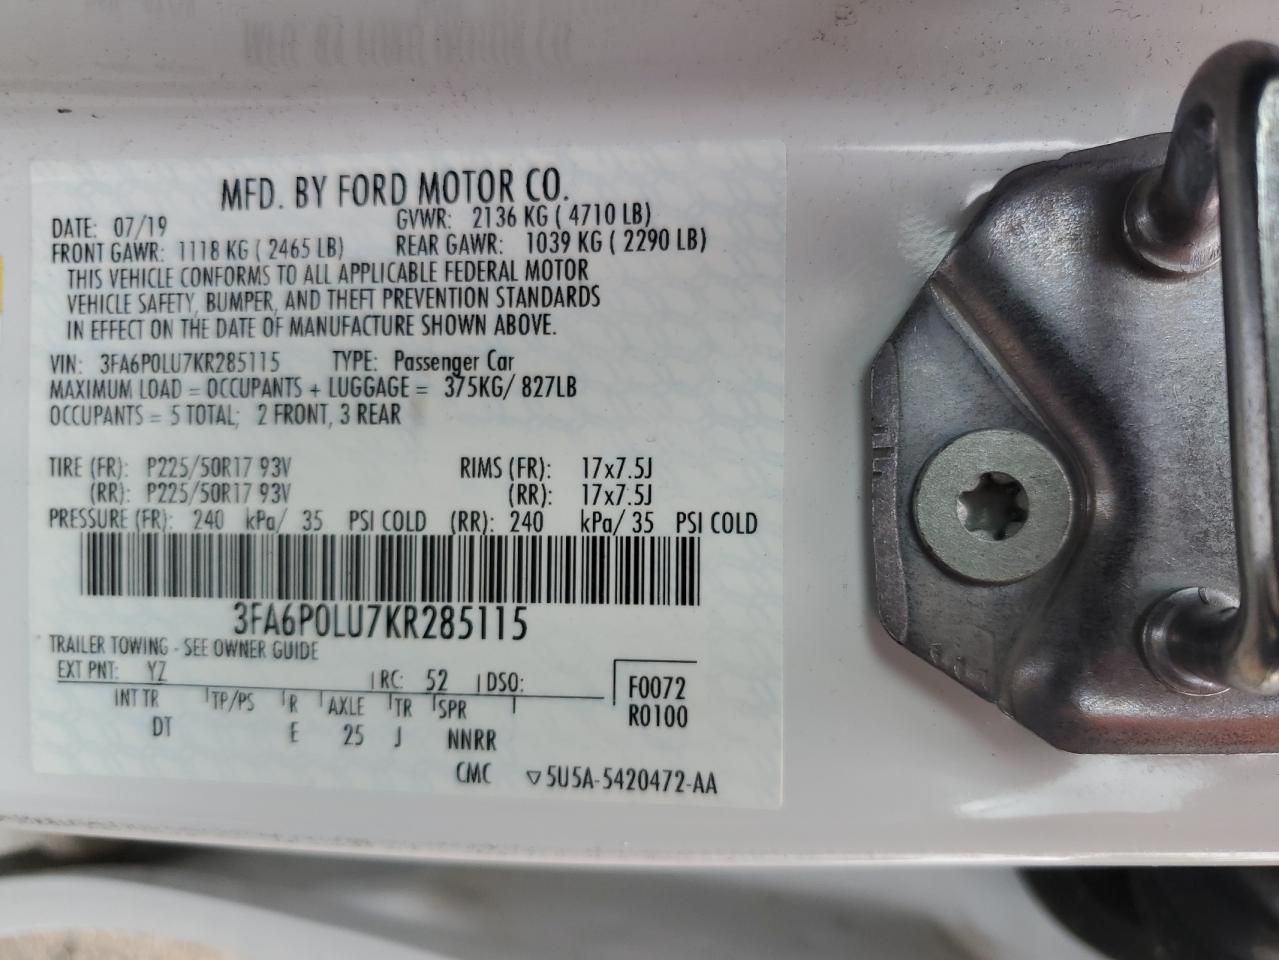 MFD. BY FORD MOTOR CO.
DATE: 07/19 GVWR: 2136 KG ( 4710 LB)
FRONT GAWR: 1118 KG ( 2465 LB) REAR GAWR: 1039 KG ( 2290 LB)
THIS VEHICLE CONFORMS TO ALL APPLICABLE FEDERAL MOTOR
VEHICLE SAFETY, BUMPER, AND THEFT PREVENTION STANDARDS
IN EFFECT ON THE DATE OF MANUFACTURE SHOWN ABOVE.
VIN: 3FA6P0LU7KR285115 TYPE: Passenger Car
MAXIMUM LOAD = OCCUPANTS + LUGGAGE = 375KG/ 827LB
OCCUPANTS = 5 TOTAL; 2 FRONT, 3 REAR
TIRE (FR): P225/50R17 93V RIMS (FR): 17x7.5J
(RR): P225/50R17 93V (RR): 17x7.5J
PRESSURE (FR): 240 kPa/ 35 PSI COLD (RR): 240 kPa/ 35 PSI COLD
3FA6P0LU7KR285115
TRAILER TOWING - SEE OWNER GUIDE
EXT PNT: YZ RC: 52 DSO:
F0072
R0100
INT TR TP/PS R AXLE TR SPR
DT E 25 J NNRR
CMC ▽5U5A-5420472-AA